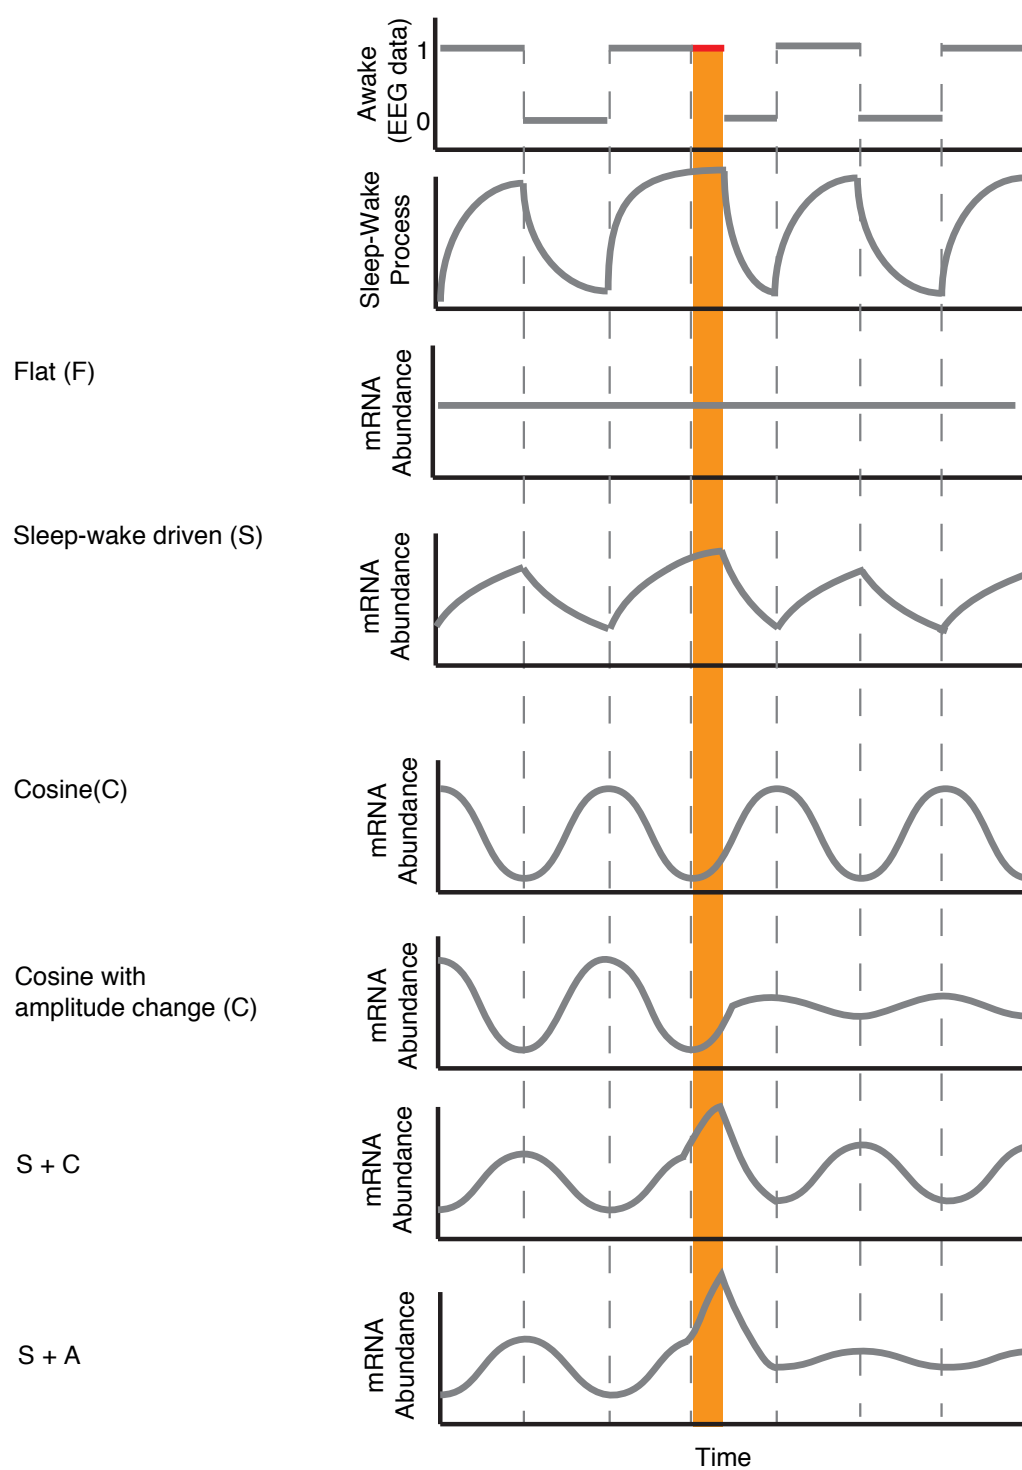 Awake
(EEG data)
1
0
Sleep-Wake
Process
Flat (F)
mRNA
Abundance
Sleep-wake driven (S)
mRNA
Abundance
Cosine(C)
mRNA
Abundance
Cosine with
amplitude change (C)
mRNA
Abundance
S + C
mRNA
Abundance
S + A
mRNA
Abundance
Time